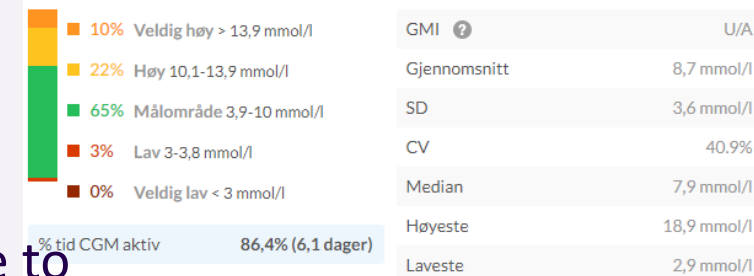 10% Veldig høy > 13,9 mmol/l
22% Høy 10,1-13,9 mmol/l
65% Målområde 3,9-10 mmol/l
3% Lav 3-3,8 mmol/l
0% Veldig lav < 3 mmol/l
% tid CGM aktiv 86,4% (6,1 dager)
e to
GMI ? U/A
Gjennomsnitt 8,7 mmol/l
SD 3,6 mmol/l
CV 40.9%
Median 7,9 mmol/l
Høyeste 18,9 mmol/l
Laveste 2,9 mmol/l